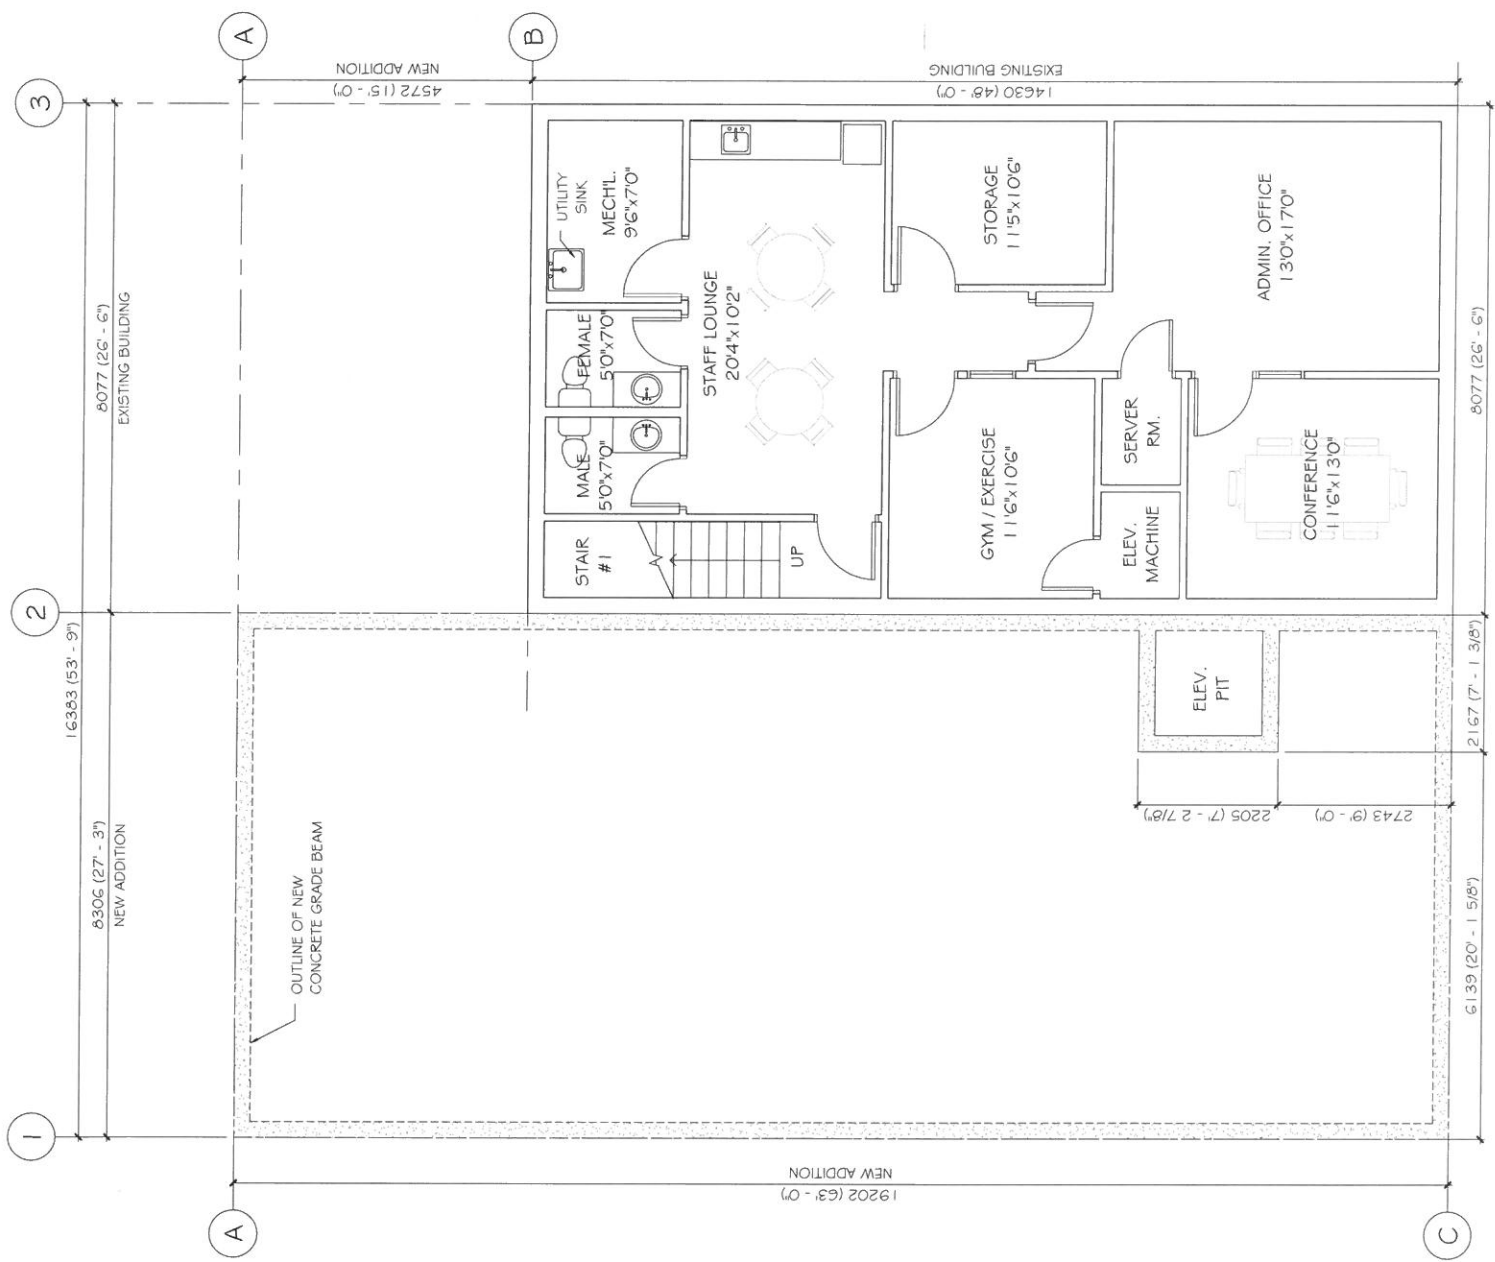 A
B
3
NEW ADDITION
4572 (15' - 0")
EXISTING BUILDING
14630 (48' - 0")
8077 (26' - 6")
EXISTING BUILDING
UTILITY
SINK
MECH'L.
9'6"x7'0"
FEMALE
5'0"x7'0"
MALE
5'0"x7'0"
STAFF LOUNGE
20'4"x10'2"
STORAGE
11'5"x10'6"
ADMIN. OFFICE
13'0"x17'0"
8077 (26' - 6")
GYM / EXERCISE
11'6"x10'6"
SERVER
RM.
CONFERENCE
11'6"x13'0"
ELEV.
MACHINE
STAIR
#1
UP
2
16383 (53' - 9")
8306 (27' - 3")
NEW ADDITION
ELEV.
PIT
2167 (7' - 1 3/8")
2205 (7' - 2 7/8")
2743 (9' - 0")
OUTLINE OF NEW
CONCRETE GRADE BEAM
6139 (20' - 1 5/8")
1
NEW ADDITION
19202 (63' - 0")
A
C